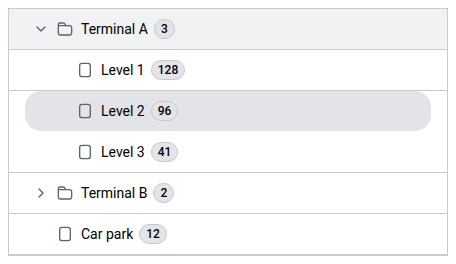 Terminal A 3
Level 1 128
Level 2 96
Level 3 41
Terminal B 2
Car park 12